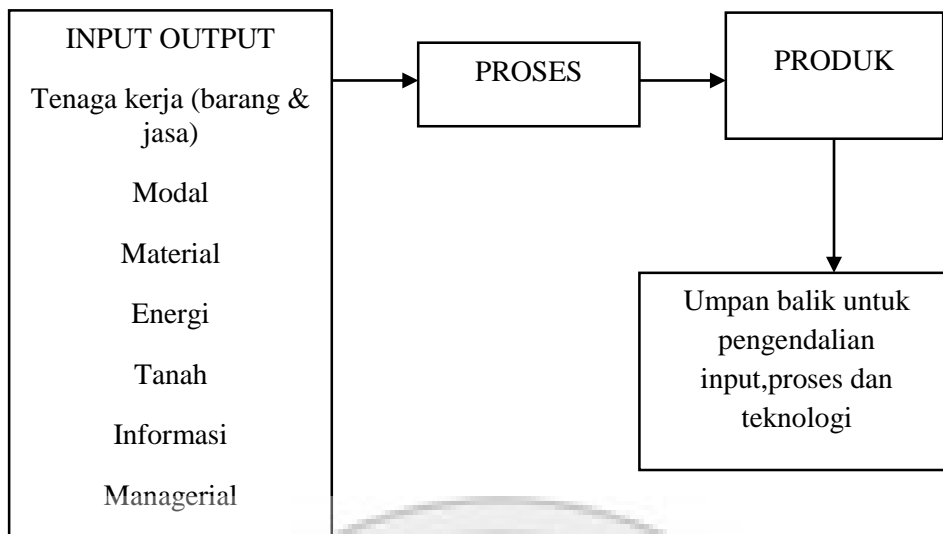 INPUT OUTPUT
Tenaga kerja (barang &
jasa)
Modal
Material
Energi
Tanah
Informasi
Managerial
PROSES
PRODUK
Umpan balik untuk
pengendalian
input,proses dan
teknologi